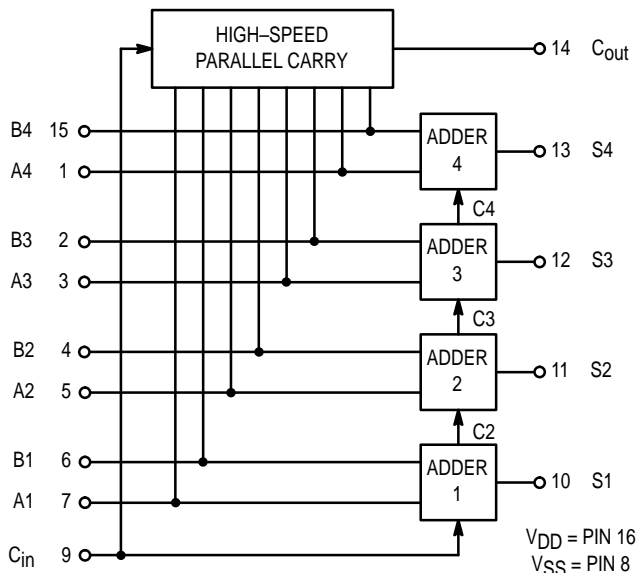 HIGH–SPEED
PARALLEL CARRY
14 Cout
B4 15
ADDER
4
13 S4
A4 1
C4
B3 2
ADDER
3
12 S3
A3 3
C3
B2 4
ADDER
2
11 S2
A2 5
C2
B1 6
ADDER
1
10 S1
A1 7
Cin 9
VDD = PIN 16
VSS = PIN 8